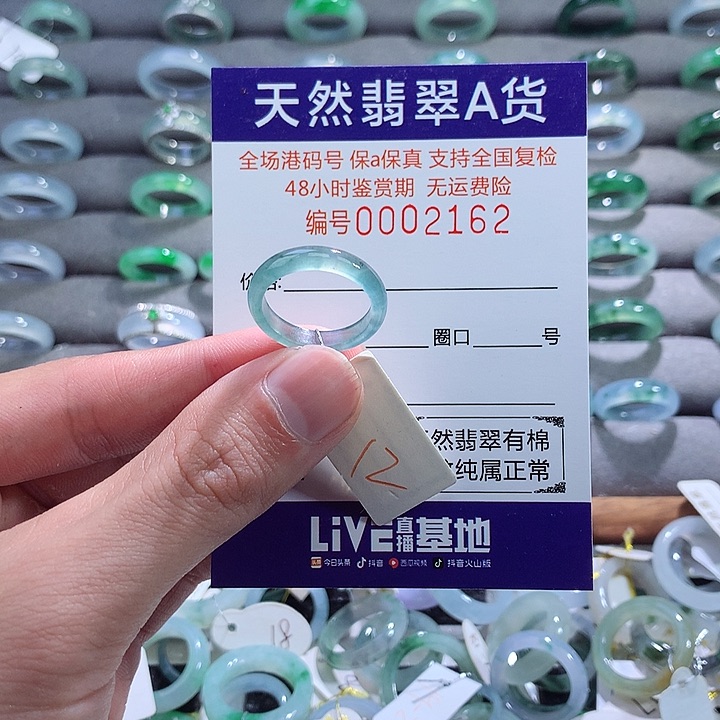 天然翡翠A货
全场港码号 保a保真 支持全国复检
48小时鉴赏期 无运费险
编号0002162
圈口 号
然翡翠有棉
纯属正常
12
LiVE直播基地
头条 今日头条 抖音 西瓜视频 抖音火山版
18